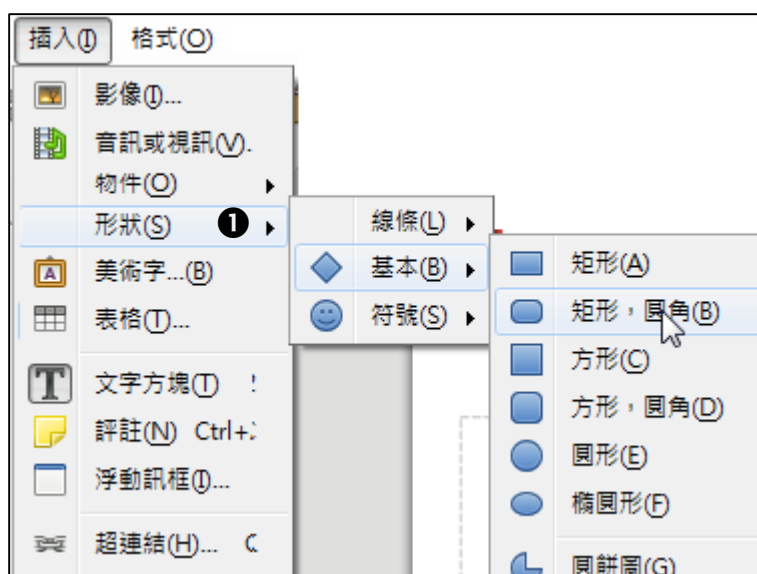 插入(I) 格式(O)
影像(I)...
音訊或視訊(V).
物件(O)
形狀(S) ❶
美術字...(B)
表格(T)...
文字方塊(T)
評註(N) Ctrl+
浮動訊框(I)...
超連結(H)...
線條(L)
基本(B)
符號(S)
矩形(A)
矩形，圓角(B)
方形(C)
方形，圓角(D)
圓形(E)
橢圓形(F)
圓餅圖(G)